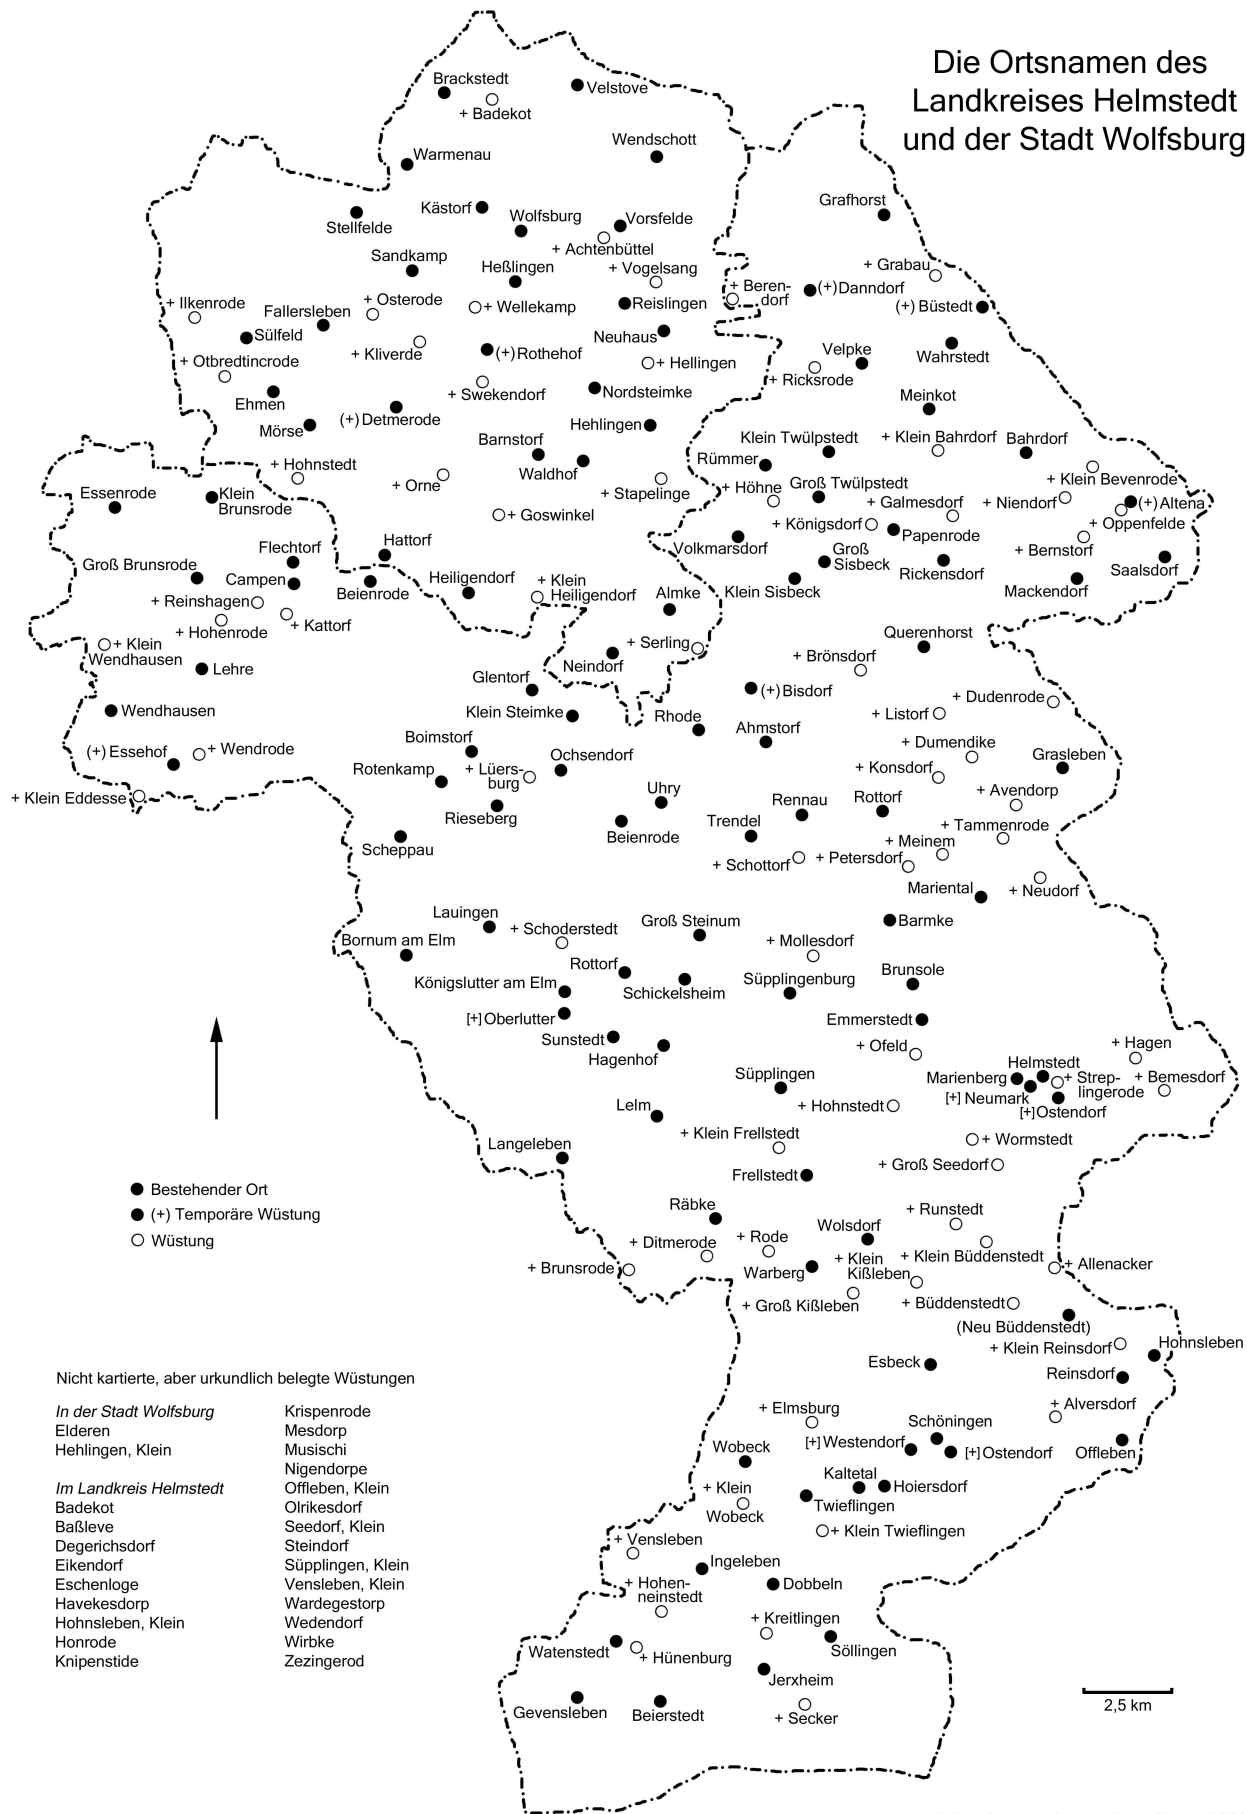 Die Ortsnamen des
Landkreises Helmstedt
und der Stadt Wolfsburg
Brackstedt
Velstove
+ Badekot
Wendschott
Warmenau
Grafhorst
Kästorf
Wolfsburg
Vorsfelde
Stellfelde
+ Achtenbüttel
Sandkamp
Heßlingen
+ Vogelsang
+ Grabau
+ Beren-
dorf
(+) Danndorf
+ Ilkenrode
+ Osterode
+ Wellekamp
Reislingen
(+) Büstedt
Fallersleben
Sülfeld
Neuhaus
+ Kliverde
(+) Rothehof
Velpke
Wahrstedt
+ Otbredtincrode
+ Hellingen
+ Ricksrode
+ Swekendorf
Nordsteimke
Meinkot
Ehmen
(+) Detmerode
Mörse
Hehlingen
Barnstorf
Klein Twülpstedt
+ Klein Bahrdorf
Bahrdorf
+ Hohnstedt
Waldhof
Rümmer
+ Klein Bevenrode
Essenrode
Klein
Brunsrode
+ Orne
+ Stapelinge
+ Höhne
Groß Twülpstedt
+ Galmesdorf
+ Niendorf
(+) Altena
+ Goswinkel
+ Königsdorf
Papenrode
+ Oppenfelde
Flechtorf
Hattorf
Volkmarsdorf
Groß
Sisbeck
+ Bernstorf
Groß Brunsrode
Campen
Beienrode
Heiligendorf
+ Klein
Heiligendorf
Klein Sisbeck
Rickensdorf
Saalsdorf
Mackendorf
+ Reinshagen
Almke
+ Hohenrode
+ Kattorf
+ Klein
Wendhausen
+ Serling
Querenhorst
Lehre
Neindorf
+ Brönsdorf
Glentorf
(+) Bisdorf
+ Dudenrode
Wendhausen
Klein Steimke
Rhode
+ Listorf
Ahmstorf
(+) Essehof
+ Wendrode
Boimstorf
+ Dumendike
Ochsendorf
Grasleben
Rotenkamp
+ Lüers-
burg
+ Konsdorf
+ Klein Eddesse
Uhry
+ Avendorp
Rieseberg
Rennau
Rottorf
Beienrode
Trendel
+ Tammenrode
Scheppau
+ Meinem
+ Schottorf
+ Petersdorf
Mariental
+ Neudorf
Lauingen
+ Schoderstedt
Groß Steinum
Barmke
Bornum am Elm
+ Mollesdorf
Rottorf
Brunsole
Königslutter am Elm
Schickelsheim
Süpplingenburg
[+] Oberlutter
Emmerstedt
Sunstedt
+ Ofeld
+ Hagen
Hagenhof
Helmstedt
Süpplingen
Marienberg
+ Strep-
lingerode
+ Bemesdorf
[+] Neumark
+ Hohnstedt
[+] Ostendorf
Lelm
+ Klein Frellstedt
+ Wormstedt
Langeleben
+ Groß Seedorf
Frellstedt
Bestehender Ort
(+) Temporäre Wüstung
Wüstung
Räbke
+ Runstedt
Wolsdorf
+ Ditmerode
+ Rode
+ Klein
Kißleben
+ Klein Büddenstedt
+ Allenacker
+ Brunsrode
Warberg
+ Groß Kißleben
+ Büddenstedt
(Neu Büddenstedt)
Hohnsleben
+ Klein Reinsdorf
Esbeck
Reinsdorf
+ Alversdorf
+ Elmsburg
Schöningen
[+] Westendorf
Wobeck
[+] Ostendorf
Offleben
Kaltetal
Hoiersdorf
+ Klein
Wobeck
Twieflingen
+ Klein Twieflingen
+ Vensleben
Ingeleben
+ Hohen-
neinstedt
Dobbeln
+ Kreitlingen
Watenstedt
+ Hünenburg
Söllingen
Jerxheim
Gevensleben
Beierstedt
+ Secker
2,5 km
Nicht kartierte, aber urkundlich belegte Wüstungen
In der Stadt Wolfsburg
Elderen
Hehlingen, Klein
Im Landkreis Helmstedt
Badekot
Baßleve
Degerichsdorf
Eikendorf
Eschenloge
Havekesdorp
Hohnsleben, Klein
Honrode
Knipenstide
Krispenrode
Mesdorp
Musischi
Nigendorpe
Offleben, Klein
Olrikesdorf
Seedorf, Klein
Steindorf
Süpplingen, Klein
Vensleben, Klein
Wardegestorp
Wedendorf
Wirbke
Zezingerod